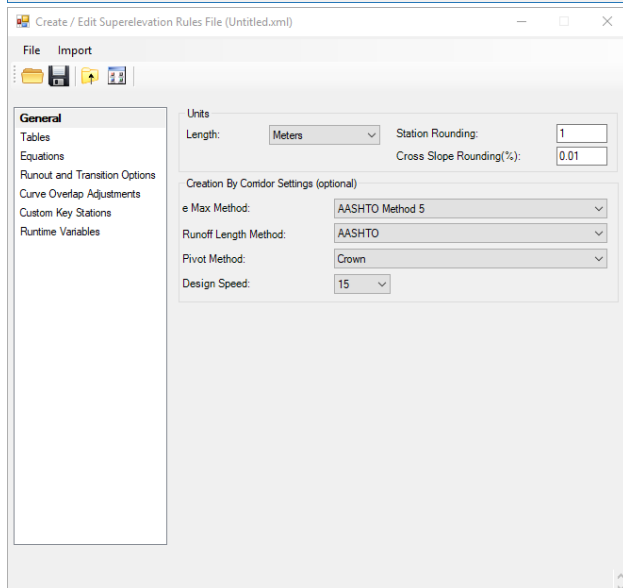 Create / Edit Superelevation Rules File (Untitled.xml)
File Import
General
Tables
Equations
Runout and Transition Options
Curve Overlap Adjustments
Custom Key Stations
Runtime Variables
Units
Length: Meters Station Rounding: 1
Cross Slope Rounding(%): 0.01
Creation By Corridor Settings (optional)
e Max Method: AASHTO Method 5
Runoff Length Method: AASHTO
Pivot Method: Crown
Design Speed: 15